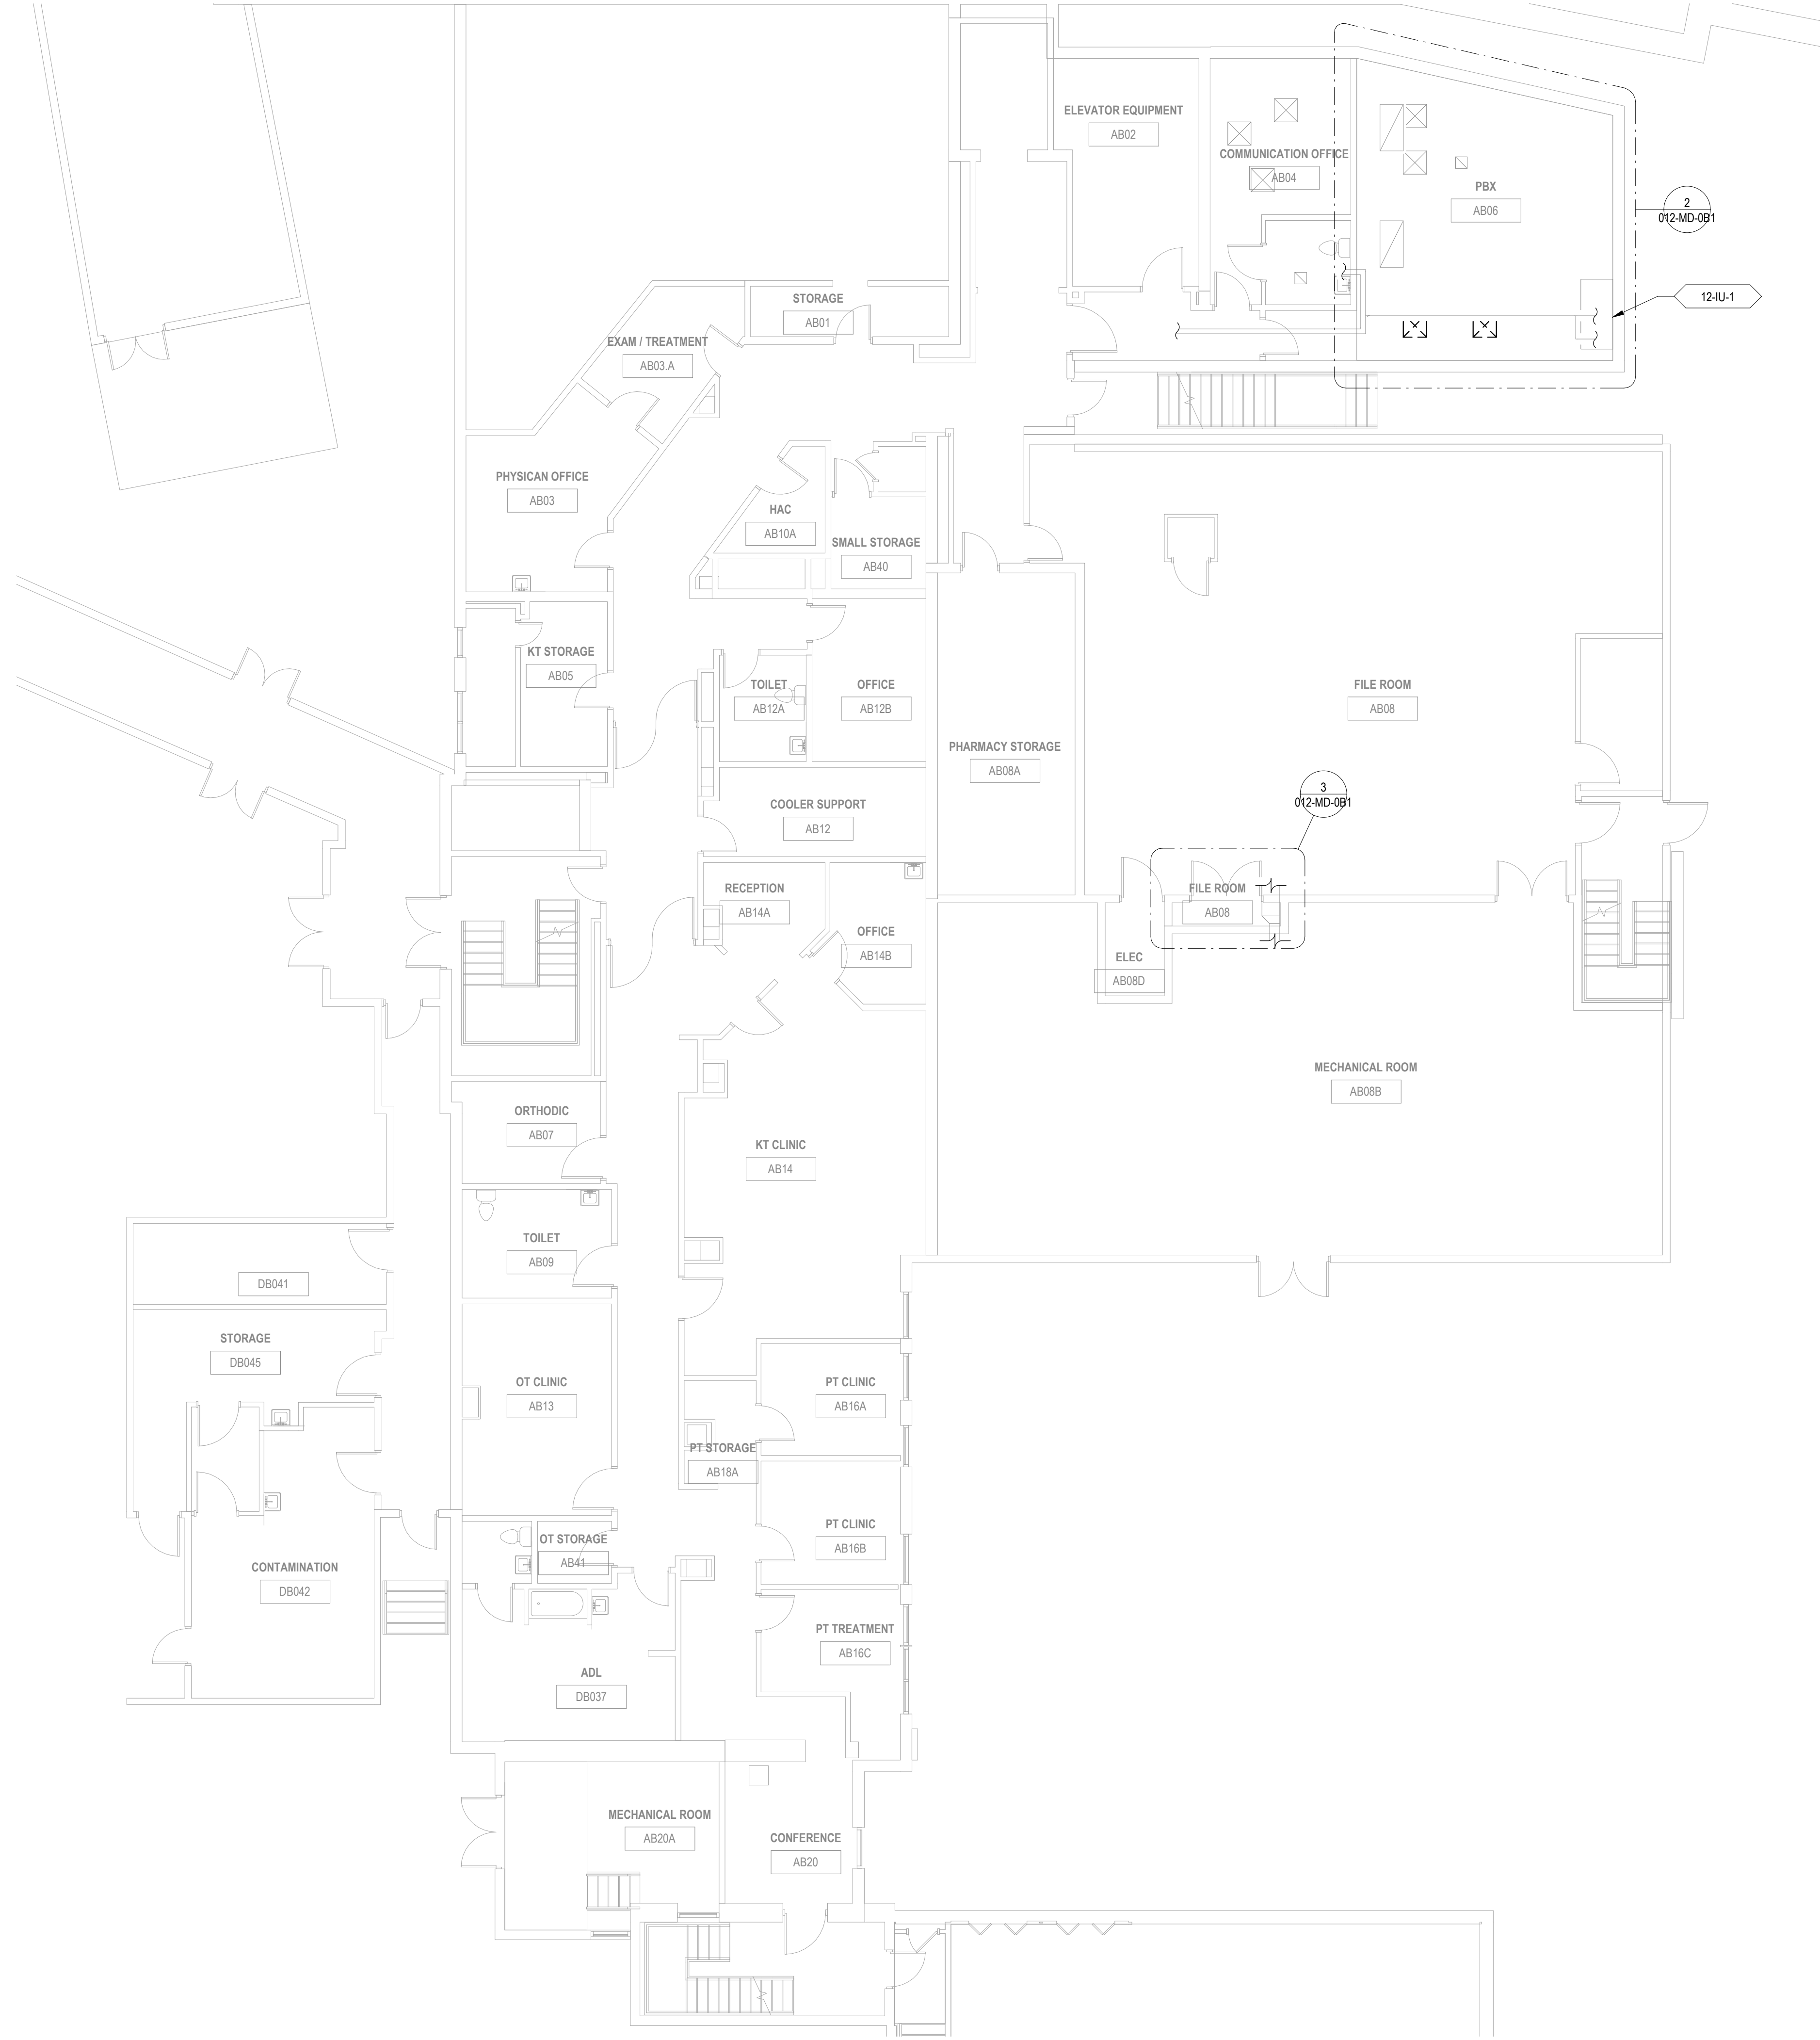 ELEVATOR EQUIPMENT
AB02
COMMUNICATION OFFICE
AB04
PBX
AB06
2
012-MD-0B1
12-IU-1
STORAGE
AB01
EXAM / TREATMENT
AB03.A
PHYSICAN OFFICE
AB03
HAC
AB10A
SMALL STORAGE
AB40
KT STORAGE
AB05
TOILET
AB12A
OFFICE
AB12B
FILE ROOM
AB08
PHARMACY STORAGE
AB08A
COOLER SUPPORT
AB12
3
012-MD-0B1
RECEPTION
AB14A
FILE ROOM
AB08
OFFICE
AB14B
ELEC
AB08D
MECHANICAL ROOM
AB08B
ORTHODIC
AB07
KT CLINIC
AB14
TOILET
AB09
DB041
STORAGE
DB045
OT CLINIC
AB13
PT CLINIC
AB16A
PT STORAGE
AB18A
PT CLINIC
AB16B
OT STORAGE
AB41
CONTAMINATION
DB042
PT TREATMENT
AB16C
ADL
DB037
MECHANICAL ROOM
AB20A
CONFERENCE
AB20